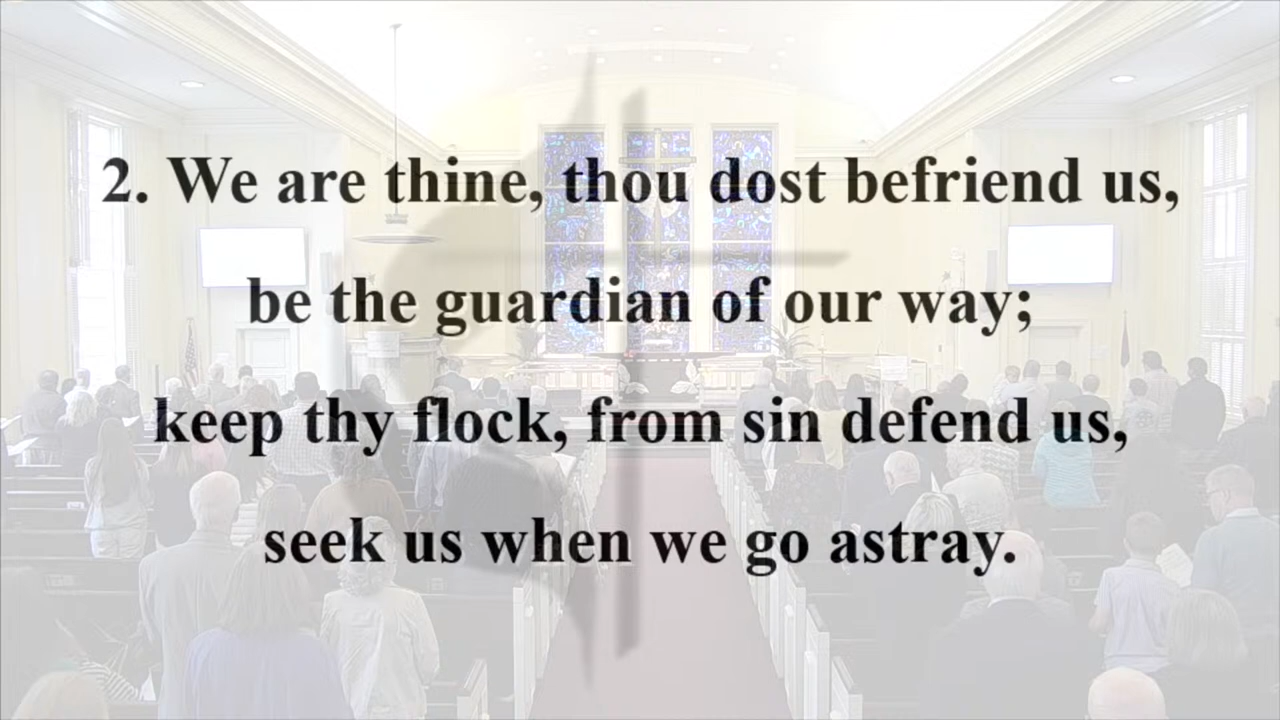 2. We are thine, thou dost befriend us,
be the guardian of our way;
keep thy flock, from sin defend us,
seek us when we go astray.